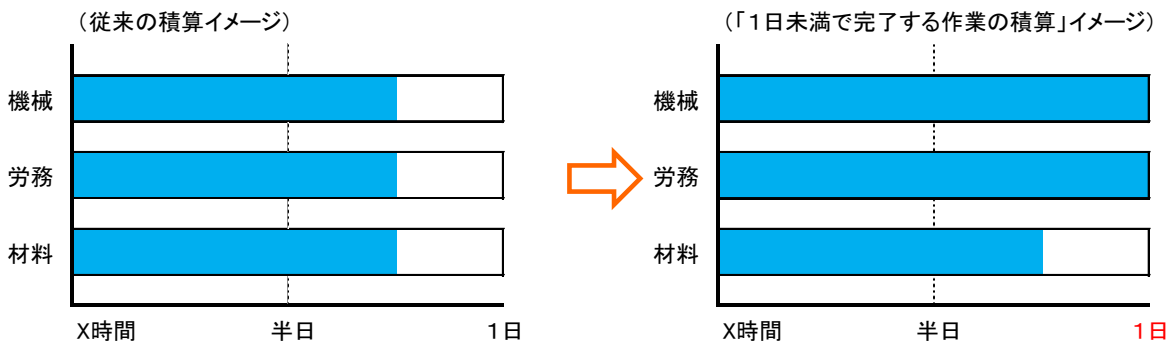 （従来の積算イメージ）
機械
労務
材料
X時間
半日
1日
（「１日未満で完了する作業の積算」イメージ）
機械
労務
材料
X時間
半日
1日